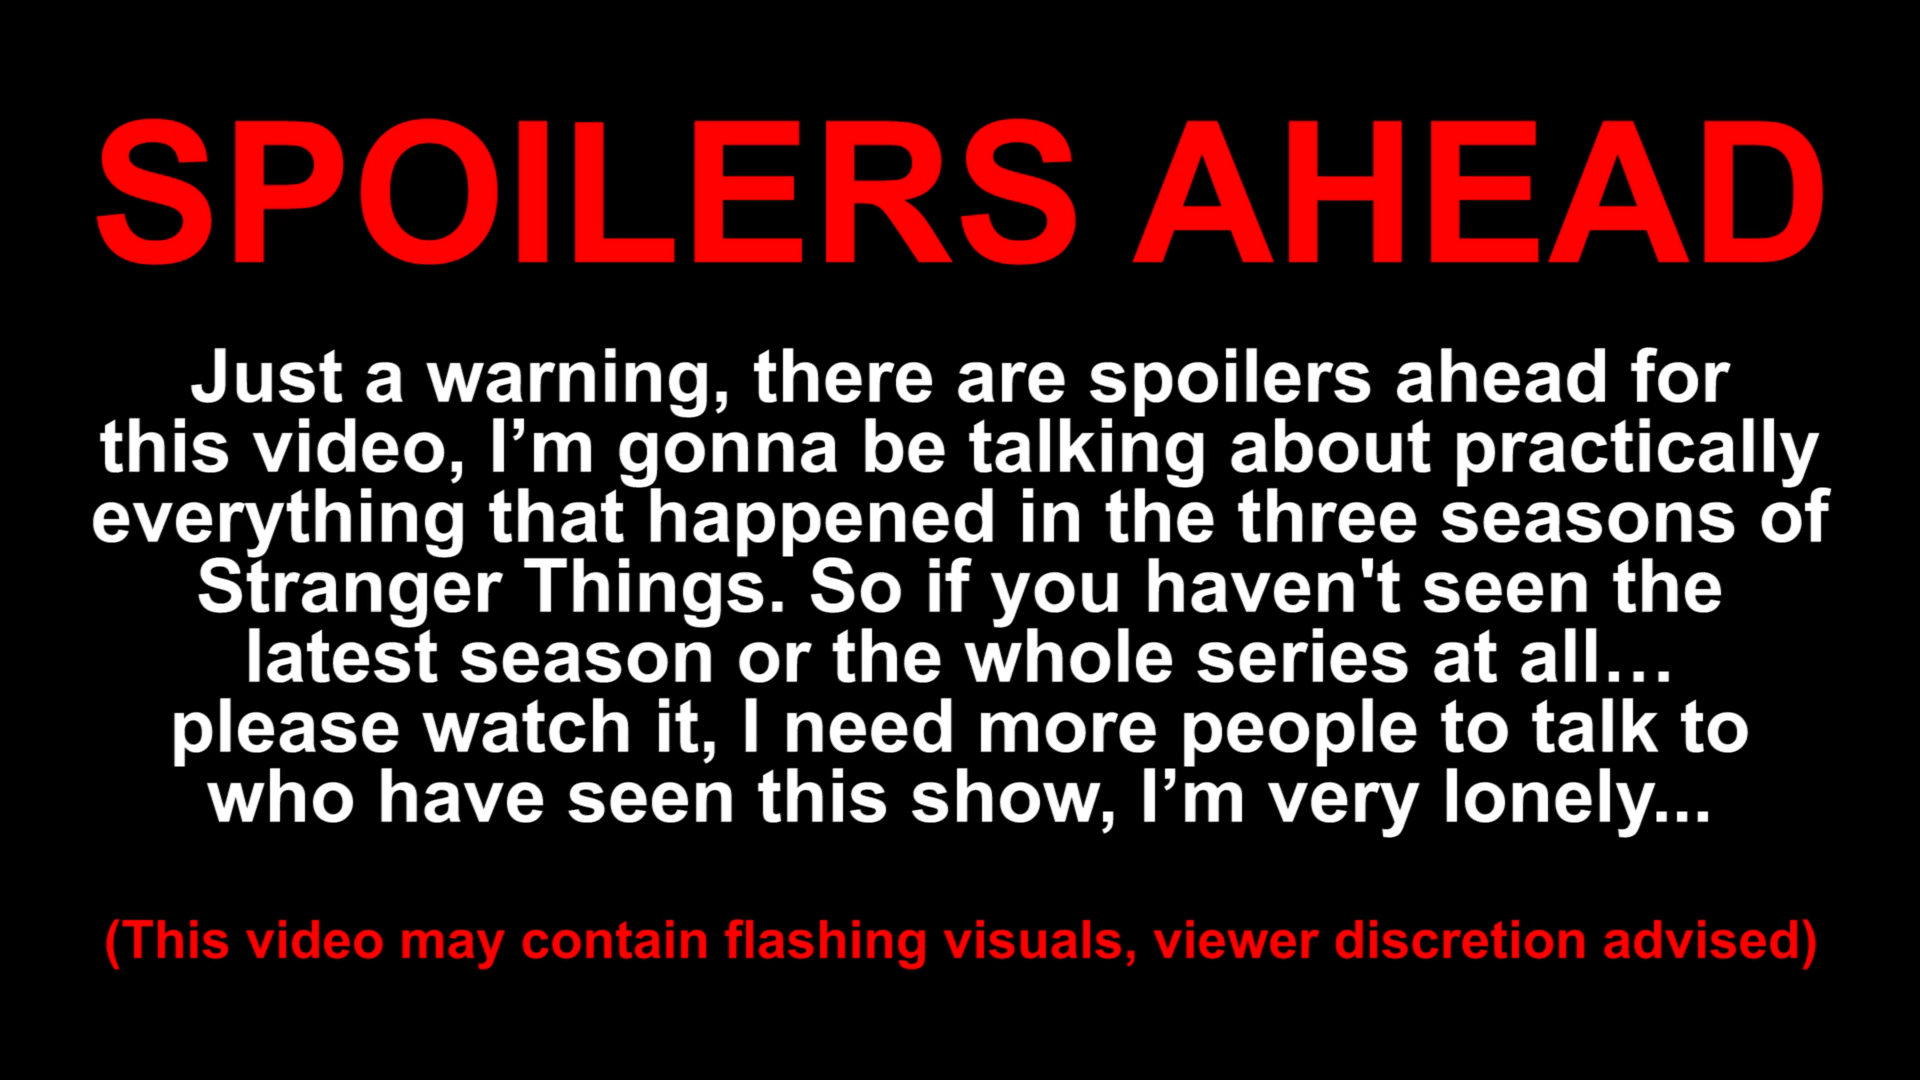 SPOILERS AHEAD
Just a warning, there are spoilers ahead for
this video, I’m gonna be talking about practically
everything that happened in the three seasons of
Stranger Things. So if you haven't seen the
latest season or the whole series at all…
please watch it, I need more people to talk to
who have seen this show, I’m very lonely...
(This video may contain flashing visuals, viewer discretion advised)